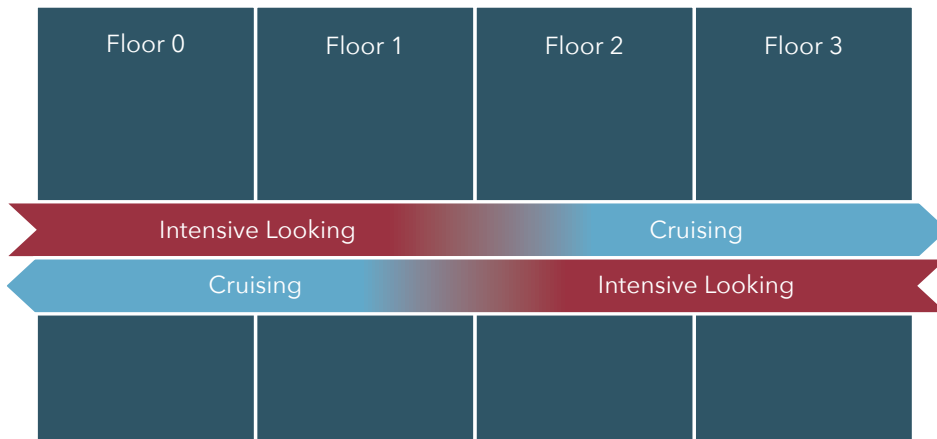 Floor 0
Floor 1
Floor 2
Floor 3
Intensive Looking
Cruising
Cruising
Intensive Looking